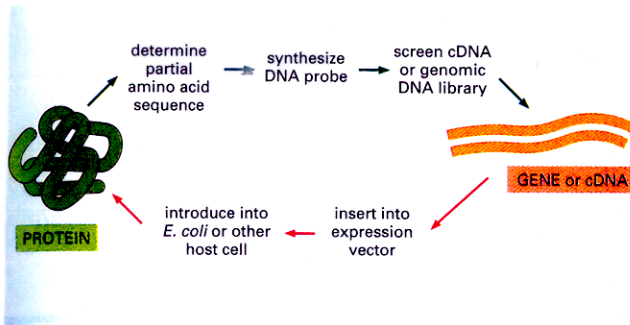 determine
partial
amino acid
sequence
synthesize
DNA probe
screen cDNA
or genomic
DNA library
GENE or cDNA
insert into
expression
vector
introduce into
E. coli or other
host cell
PROTEIN